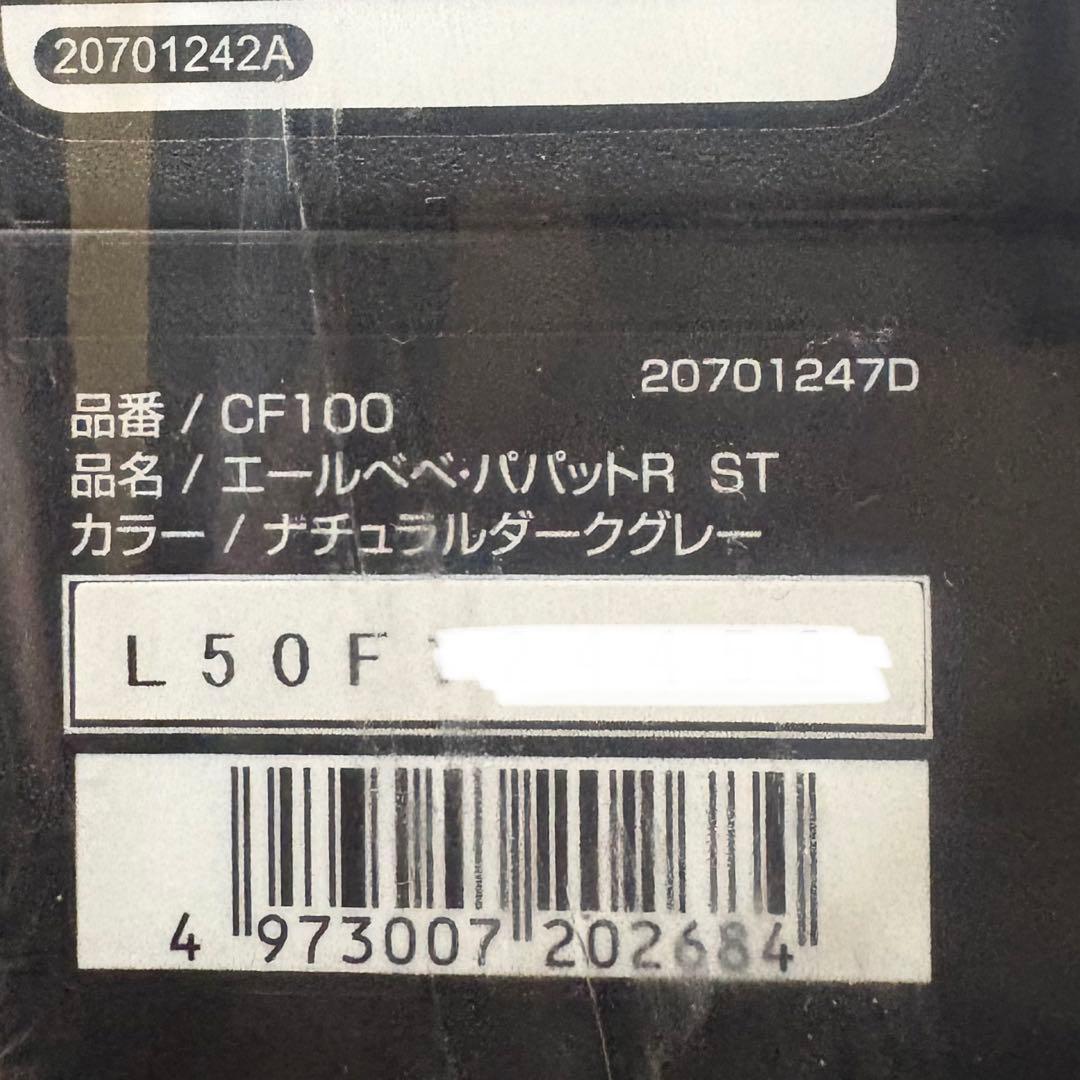 20701242A
20701247D
品番 / CF100
品名 / エールベベ・パパットR ST
カラー / ナチュラルダークグレー
L50F
4 973007 202684